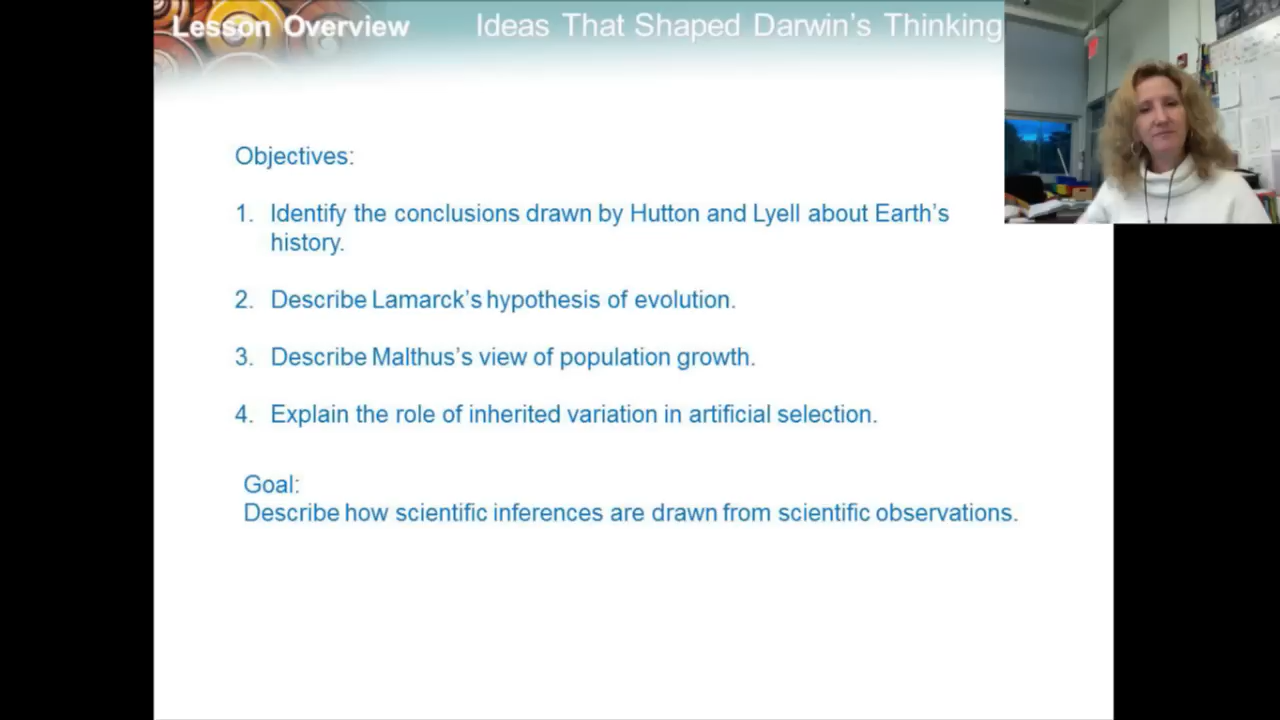 Lesson Overview Ideas That Shaped Darwin's Thinking
Objectives:
1. Identify the conclusions drawn by Hutton and Lyell about Earth's
history.
2. Describe Lamarck's hypothesis of evolution.
3. Describe Malthus's view of population growth.
4. Explain the role of inherited variation in artificial selection.
Goal:
Describe how scientific inferences are drawn from scientific observations.